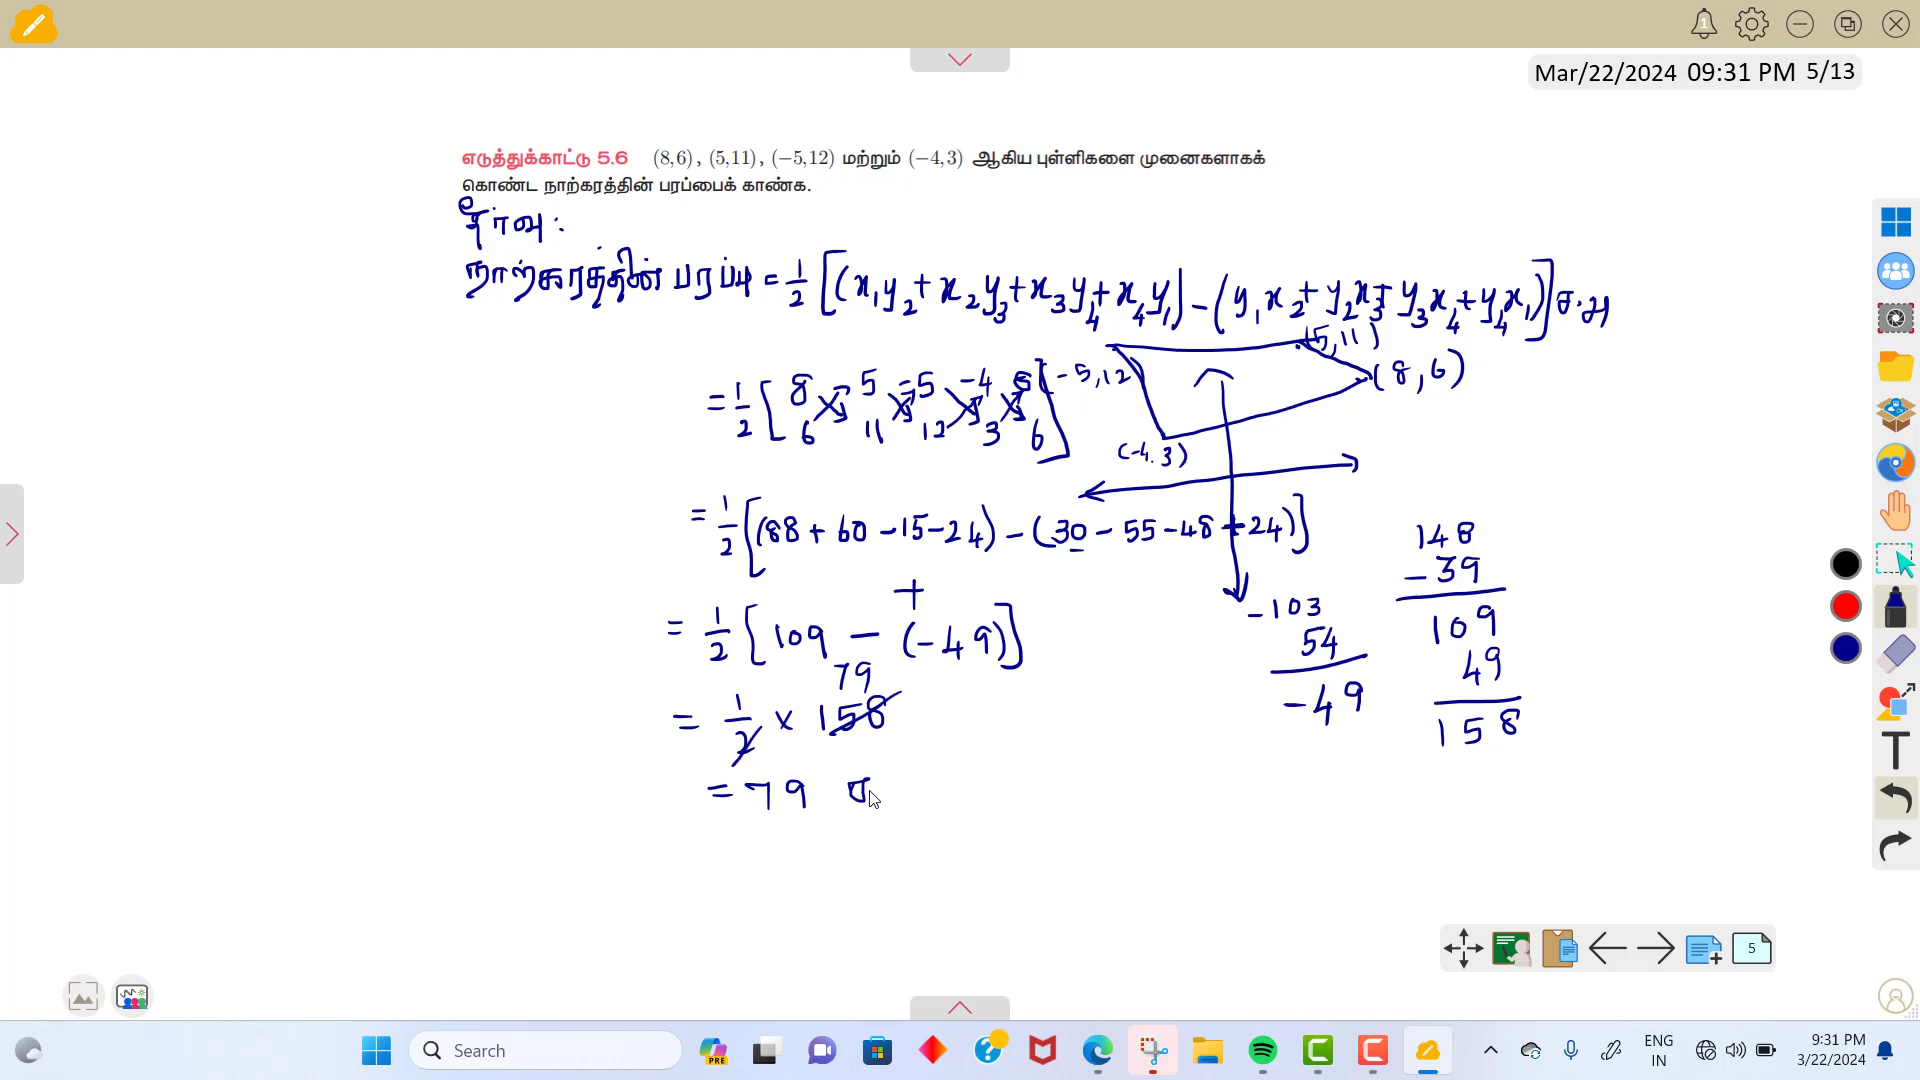 Mar/22/2024 09:31 PM 5/13
எடுத்துக்காட்டு 5.6 (8,6), (5,11), (−5,12) மற்றும் (−4,3) ஆகிய புள்ளிகளை முனைகளாகக்
கொண்ட நாற்கரத்தின் பரப்பைக் காண்க.
தீர்வு :
நாற்கரத்தின் பரப்பு = 1/2 [(x₁y₂ + x₂y₃ + x₃y₄ + x₄y₁) − (y₁x₂ + y₂x₃ + y₃x₄ + y₄x₁)] ச.அ
(5,11)
= 1/2 [ 8 5 −5 −4 8 ]
6 11 12 3 6
(−5,12)
(8,6)
(−4,3)
= 1/2 [(88 + 60 − 15 − 24) − (30 − 55 − 48 + 24)]
+
= 1/2 [109 − (−49)]
79
= 1/2 × 158
= 79
−103
54
−49
148
−39
109
49
158
5
Search
PRE
ENG
IN
9:31 PM
3/22/2024